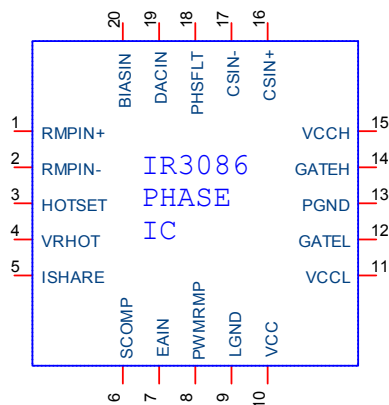 20 19 18 17 16
BIASIN DACIN PHSFLT CSIN- CSIN+
1 RMPIN+
2 RMPIN-
3 HOTSET
4 VRHOT
5 ISHARE
IR3086
PHASE
IC
VCCH 15
GATEH 14
PGND 13
GATEL 12
VCCL 11
SCOMP EAIN PWMRMP LGND VCC
6 7 8 9 10